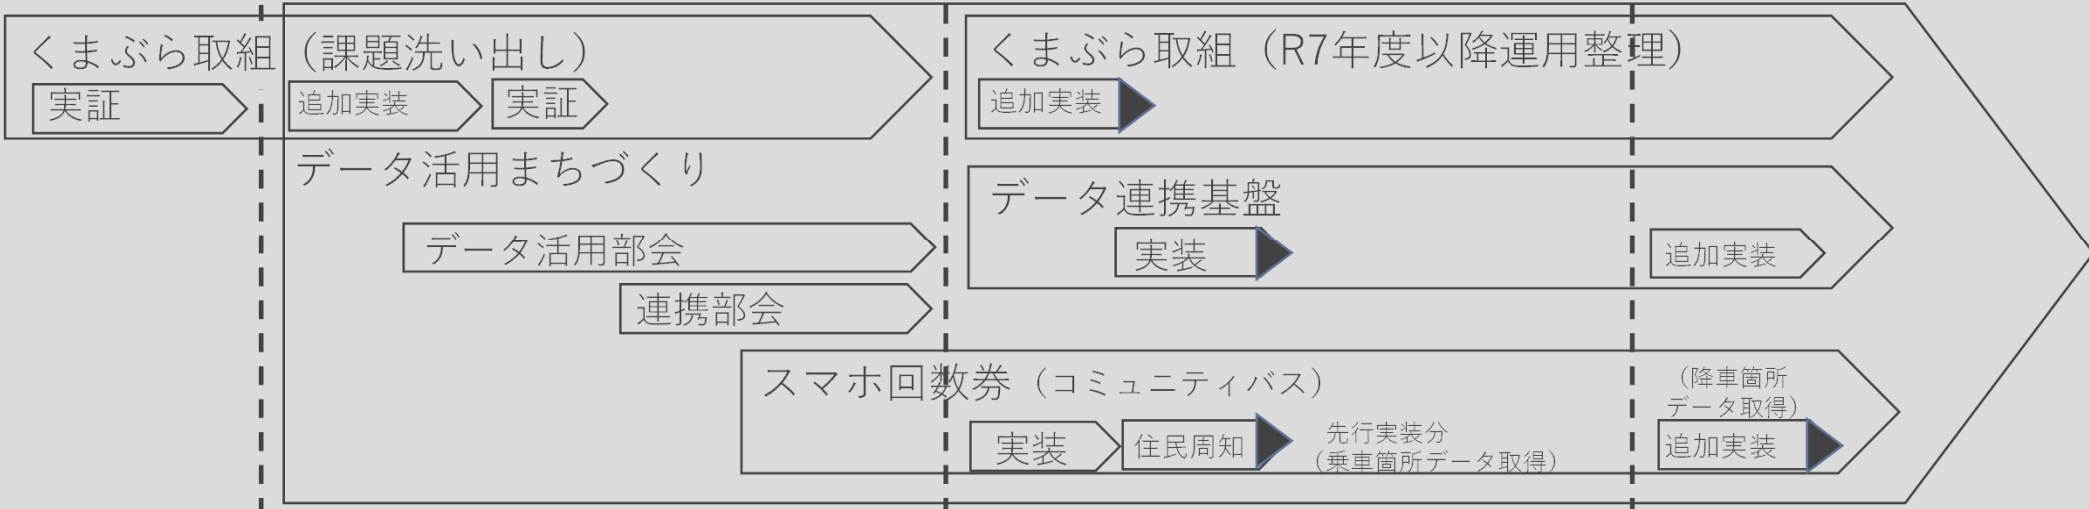 くまぶら取組（課題洗い出し）
実証
追加実装
実証
くまぶら取組（R7年度以降運用整理）
追加実装
データ活用まちづくり
データ活用部会
連携部会
データ連携基盤
実装
追加実装
スマホ回数券（コミュニティバス）
実装
住民周知
先行実装分
（乗車箇所データ取得）
（降車箇所
データ取得）
追加実装